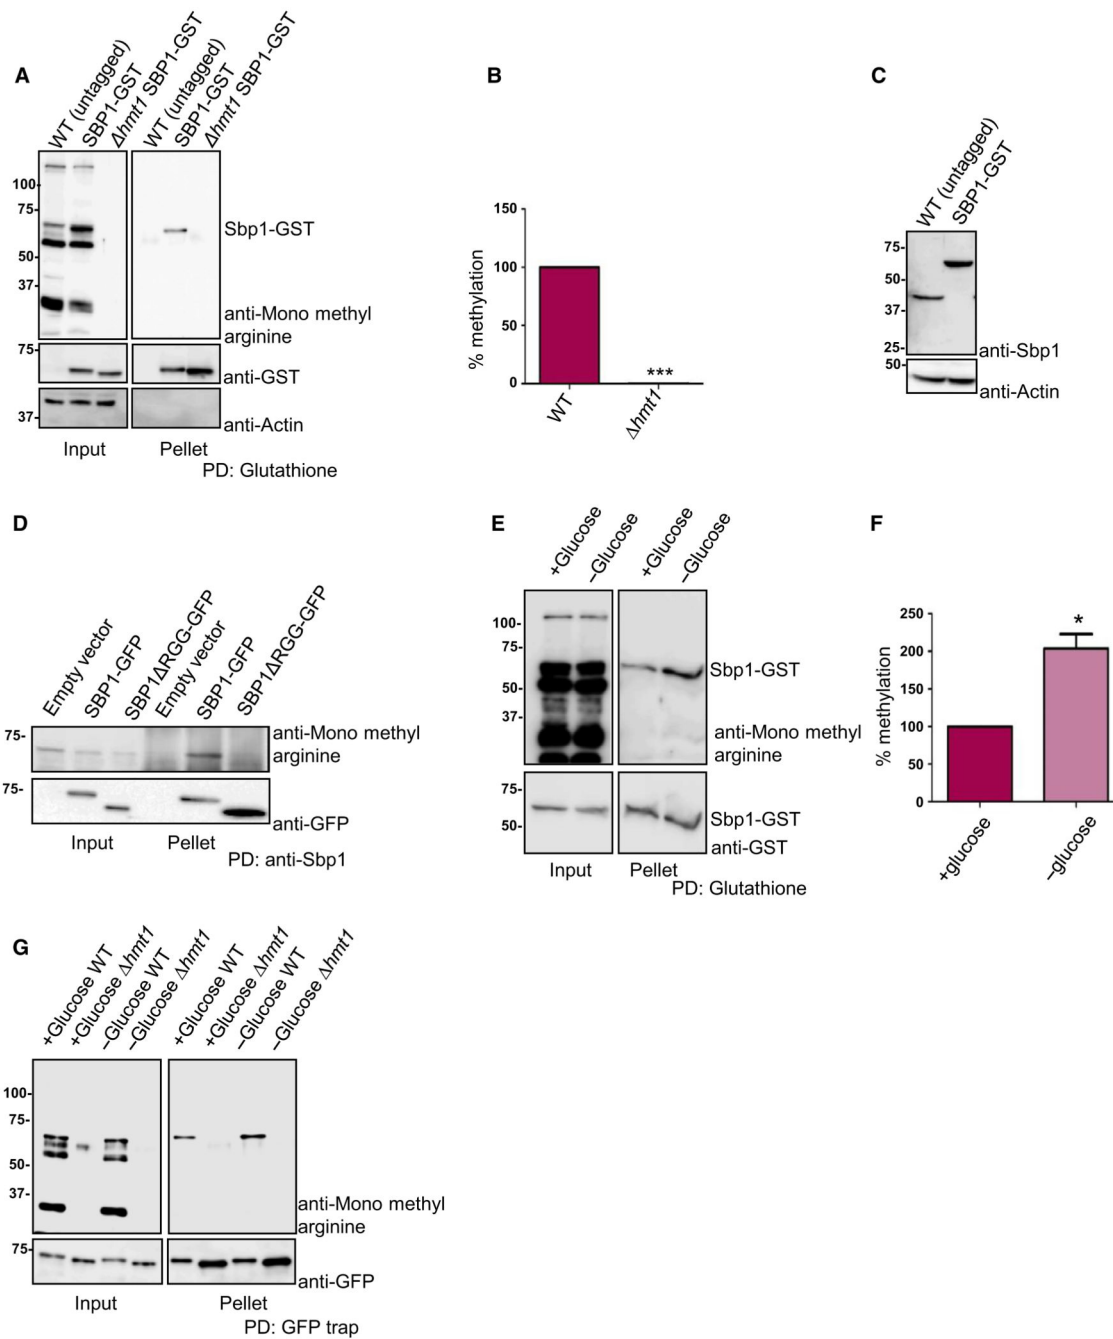 A
WT (untagged)
SBP1-GST
Δhmt1 SBP1-GST
WT (untagged)
SBP1-GST
Δhmt1 SBP1-GST
100-
75-
50-
37-
Sbp1-GST
anti-Mono methyl
arginine
75-
anti-GST
37-
anti-Actin
Input
Pellet
PD: Glutathione
B
% methylation
150
100
50
0
***
WT
Δhmt1
C
WT (untagged)
SBP1-GST
75-
50-
37-
25-
anti-Sbp1
50-
anti-Actin
D
Empty vector
SBP1-GFP
SBP1ΔRGG-GFP
Empty vector
SBP1-GFP
SBP1ΔRGG-GFP
75-
anti-Mono methyl
arginine
75-
anti-GFP
Input
Pellet
PD: anti-Sbp1
E
+Glucose
–Glucose
+Glucose
–Glucose
100-
75-
50-
37-
Sbp1-GST
anti-Mono methyl
arginine
75-
50-
Sbp1-GST
anti-GST
Input
Pellet
PD: Glutathione
F
% methylation
250
200
150
100
50
0
*
+glucose
–glucose
G
+Glucose WT
+Glucose Δhmt1
–Glucose WT
–Glucose Δhmt1
+Glucose WT
+Glucose Δhmt1
–Glucose WT
–Glucose Δhmt1
100-
75-
50-
37-
anti-Mono methyl
arginine
75-
anti-GFP
Input
Pellet
PD: GFP trap